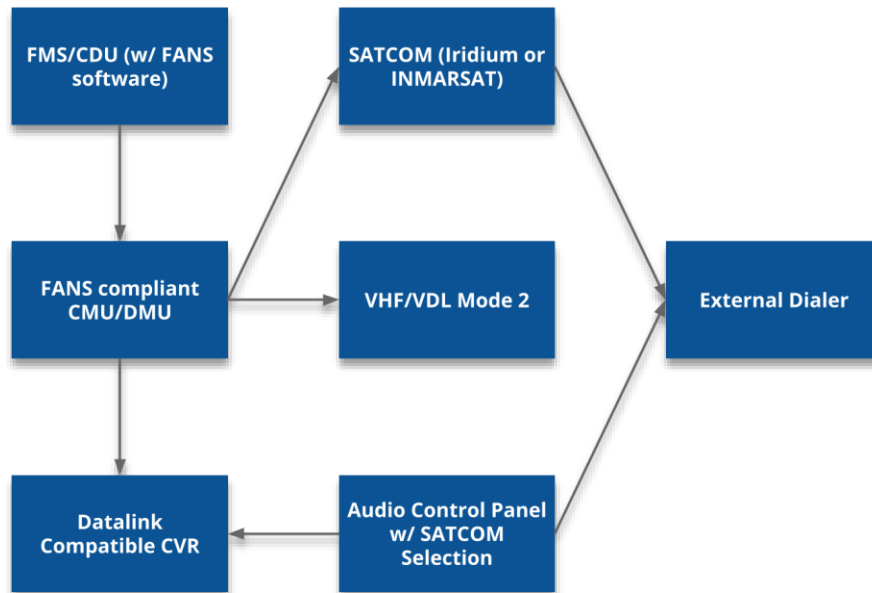 FMS/CDU (w/ FANS
software)
SATCOM (Iridium or
INMARSAT)
FANS compliant
CMU/DMU
VHF/VDL Mode 2
External Dialer
Datalink
Compatible CVR
Audio Control Panel
w/ SATCOM
Selection